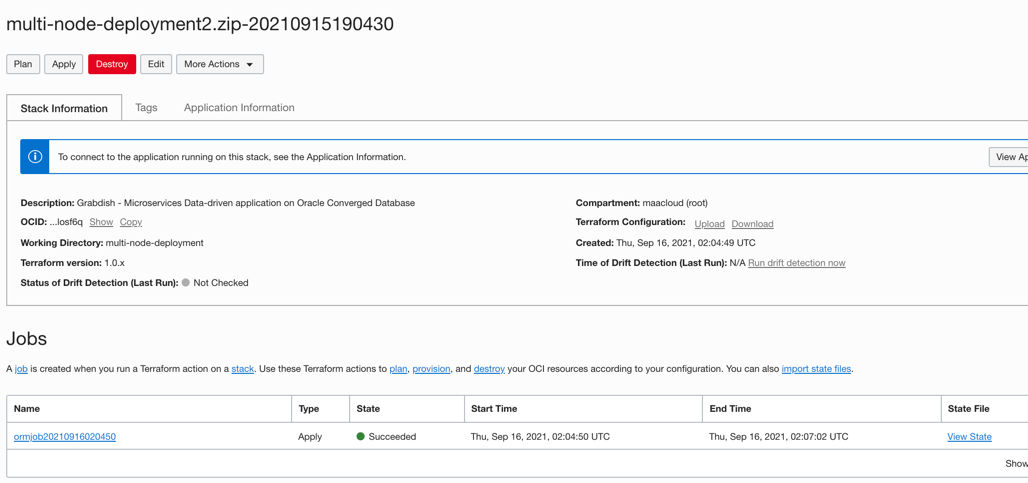 multi-node-deployment2.zip-20210915190430
Plan Apply Destroy Edit More Actions
Stack Information Tags Application Information
To connect to the application running on this stack, see the Application Information. View Ap
Description: Grabdish - Microservices Data-driven application on Oracle Converged Database
Compartment: maacloud (root)
OCID: ...losf6q Show Copy
Terraform Configuration: Upload Download
Working Directory: multi-node-deployment
Created: Thu, Sep 16, 2021, 02:04:49 UTC
Terraform version: 1.0.x
Time of Drift Detection (Last Run): N/A Run drift detection now
Status of Drift Detection (Last Run): Not Checked
Jobs
A job is created when you run a Terraform action on a stack. Use these Terraform actions to plan, provision, and destroy your OCI resources according to your configuration. You can also import state files.
Name Type State Start Time End Time State File
ormjob20210916020450 Apply Succeeded Thu, Sep 16, 2021, 02:04:50 UTC Thu, Sep 16, 2021, 02:07:02 UTC View State
Show